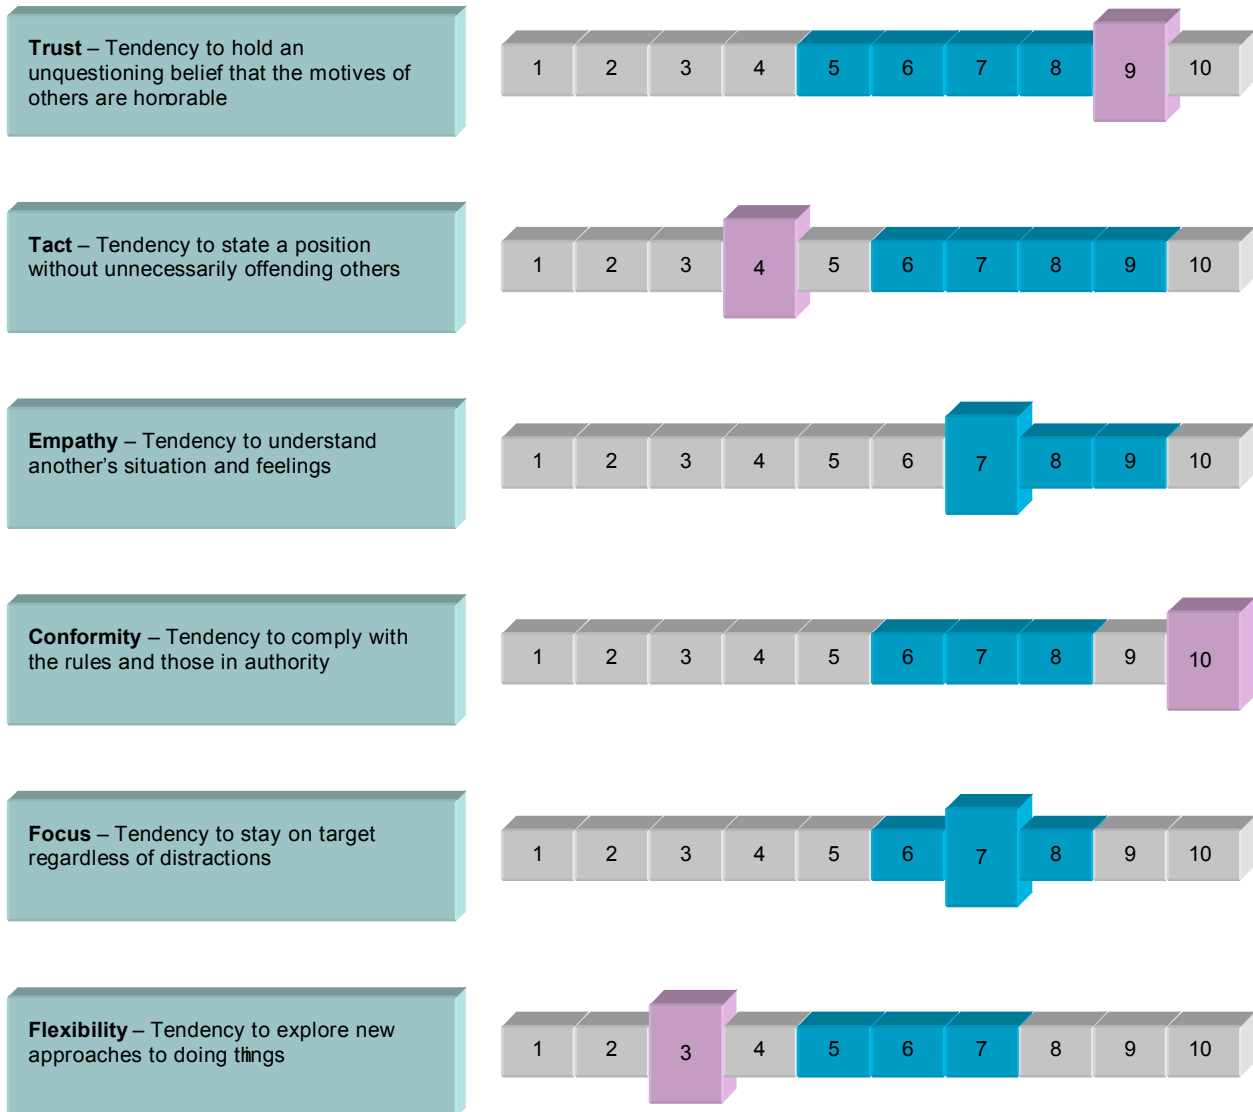 Trust – Tendency to hold an
unquestioning belief that the motives of
others are honorable
1 2 3 4 5 6 7 8 9 10
Tact – Tendency to state a position
without unnecessarily offending others
1 2 3 4 5 6 7 8 9 10
Empathy – Tendency to understand
another's situation and feelings
1 2 3 4 5 6 7 8 9 10
Conformity – Tendency to comply with
the rules and those in authority
1 2 3 4 5 6 7 8 9 10
Focus – Tendency to stay on target
regardless of distractions
1 2 3 4 5 6 7 8 9 10
Flexibility – Tendency to explore new
approaches to doing things
1 2 3 4 5 6 7 8 9 10